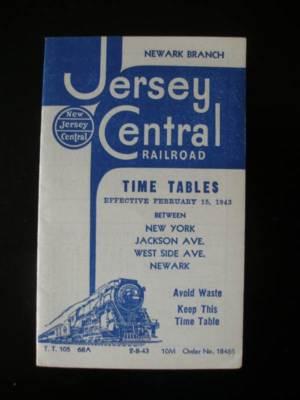 NEWARK BRANCH
Jersey
Central
RAILROAD
New
Jersey
Central
TIME TABLES
EFFECTIVE FEBRUARY 15, 1943
BETWEEN
NEW YORK
JACKSON AVE.
WEST SIDE AVE.
NEWARK
Avoid Waste
Keep This
Time Table
T. T. 105 68A 2-8-43 10M Order No. 18465